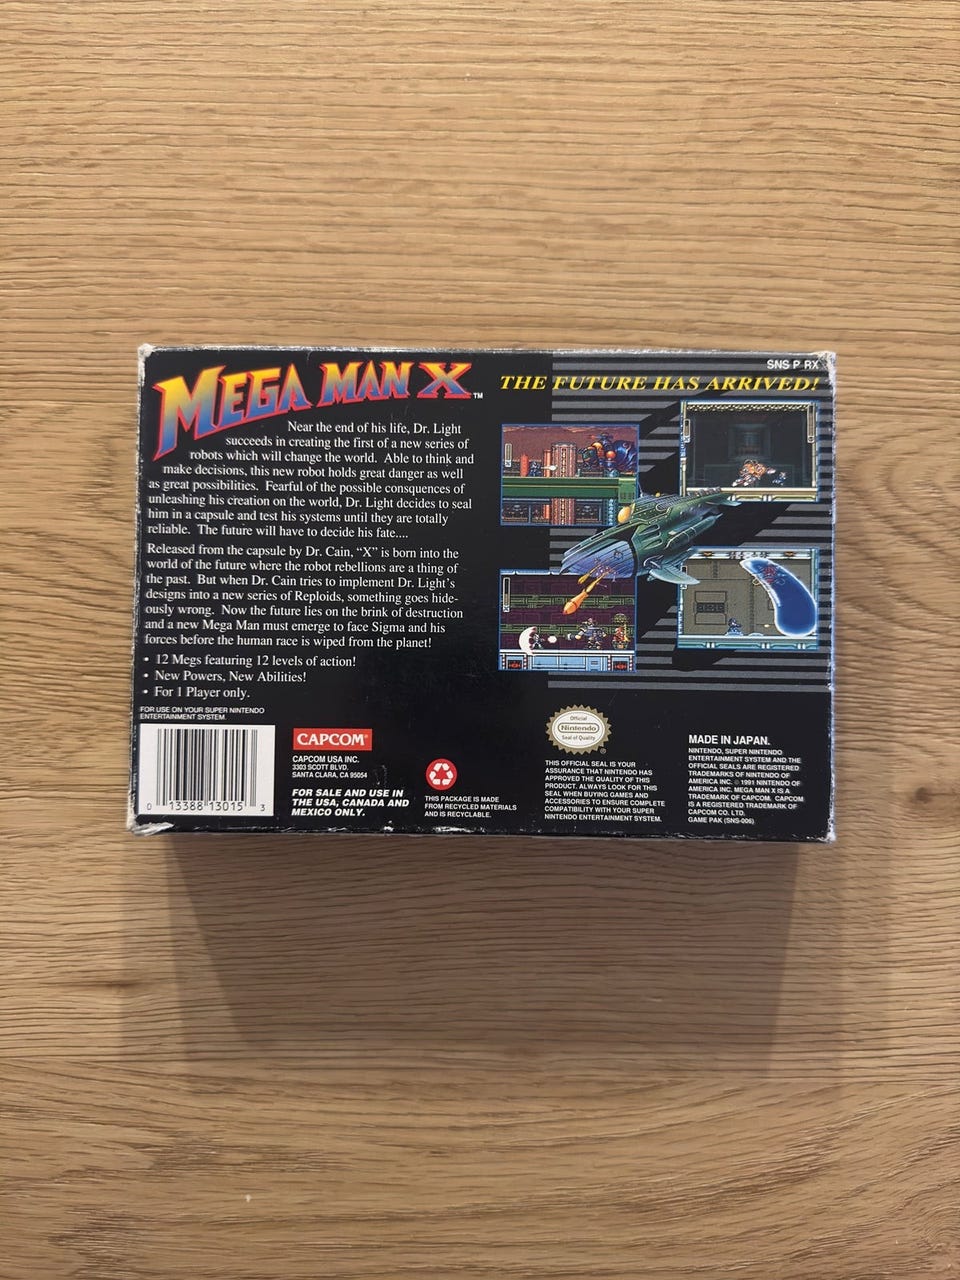 SNS P RX
MEGA MAN X™
THE FUTURE HAS ARRIVED!
Near the end of his life, Dr. Light
succeeds in creating the first of a new series of
robots which will change the world. Able to think and
make decisions, this new robot holds great danger as well
as great possibilities. Fearful of the possible consquences of
unleashing his creation on the world, Dr. Light decides to seal
him in a capsule and test his systems until they are totally
reliable. The future will have to decide his fate....
Released from the capsule by Dr. Cain, “X” is born into the
world of the future where the robot rebellions are a thing of
the past. But when Dr. Cain tries to implement Dr. Light’s
designs into a new series of Reploids, something goes hide-
ously wrong. Now the future lies on the brink of destruction
and a new Mega Man must emerge to face Sigma and his
forces before the human race is wiped from the planet!
• 12 Megs featuring 12 levels of action!
• New Powers, New Abilities!
• For 1 Player only.
FOR USE ON YOUR SUPER NINTENDO
ENTERTAINMENT SYSTEM.
0 13388 13015 3
CAPCOM®
CAPCOM USA INC.
3303 SCOTT BLVD.
SANTA CLARA, CA 95054
FOR SALE AND USE IN
THE USA, CANADA AND
MEXICO ONLY.
THIS PACKAGE IS MADE
FROM RECYCLED MATERIALS
AND IS RECYCLABLE.
Official
Nintendo
Seal of Quality
®
THIS OFFICIAL SEAL IS YOUR
ASSURANCE THAT NINTENDO HAS
APPROVED THE QUALITY OF THIS
PRODUCT. ALWAYS LOOK FOR THIS
SEAL WHEN BUYING GAMES AND
ACCESSORIES TO ENSURE COMPLETE
COMPATIBILITY WITH YOUR SUPER
NINTENDO ENTERTAINMENT SYSTEM.
MADE IN JAPAN.
NINTENDO, SUPER NINTENDO
ENTERTAINMENT SYSTEM AND THE
OFFICIAL SEALS ARE REGISTERED
TRADEMARKS OF NINTENDO OF
AMERICA INC. © 1991 NINTENDO OF
AMERICA INC. MEGA MAN X IS A
TRADEMARK OF CAPCOM. CAPCOM
IS A REGISTERED TRADEMARK OF
CAPCOM CO. LTD.
GAME PAK (SNS-006)